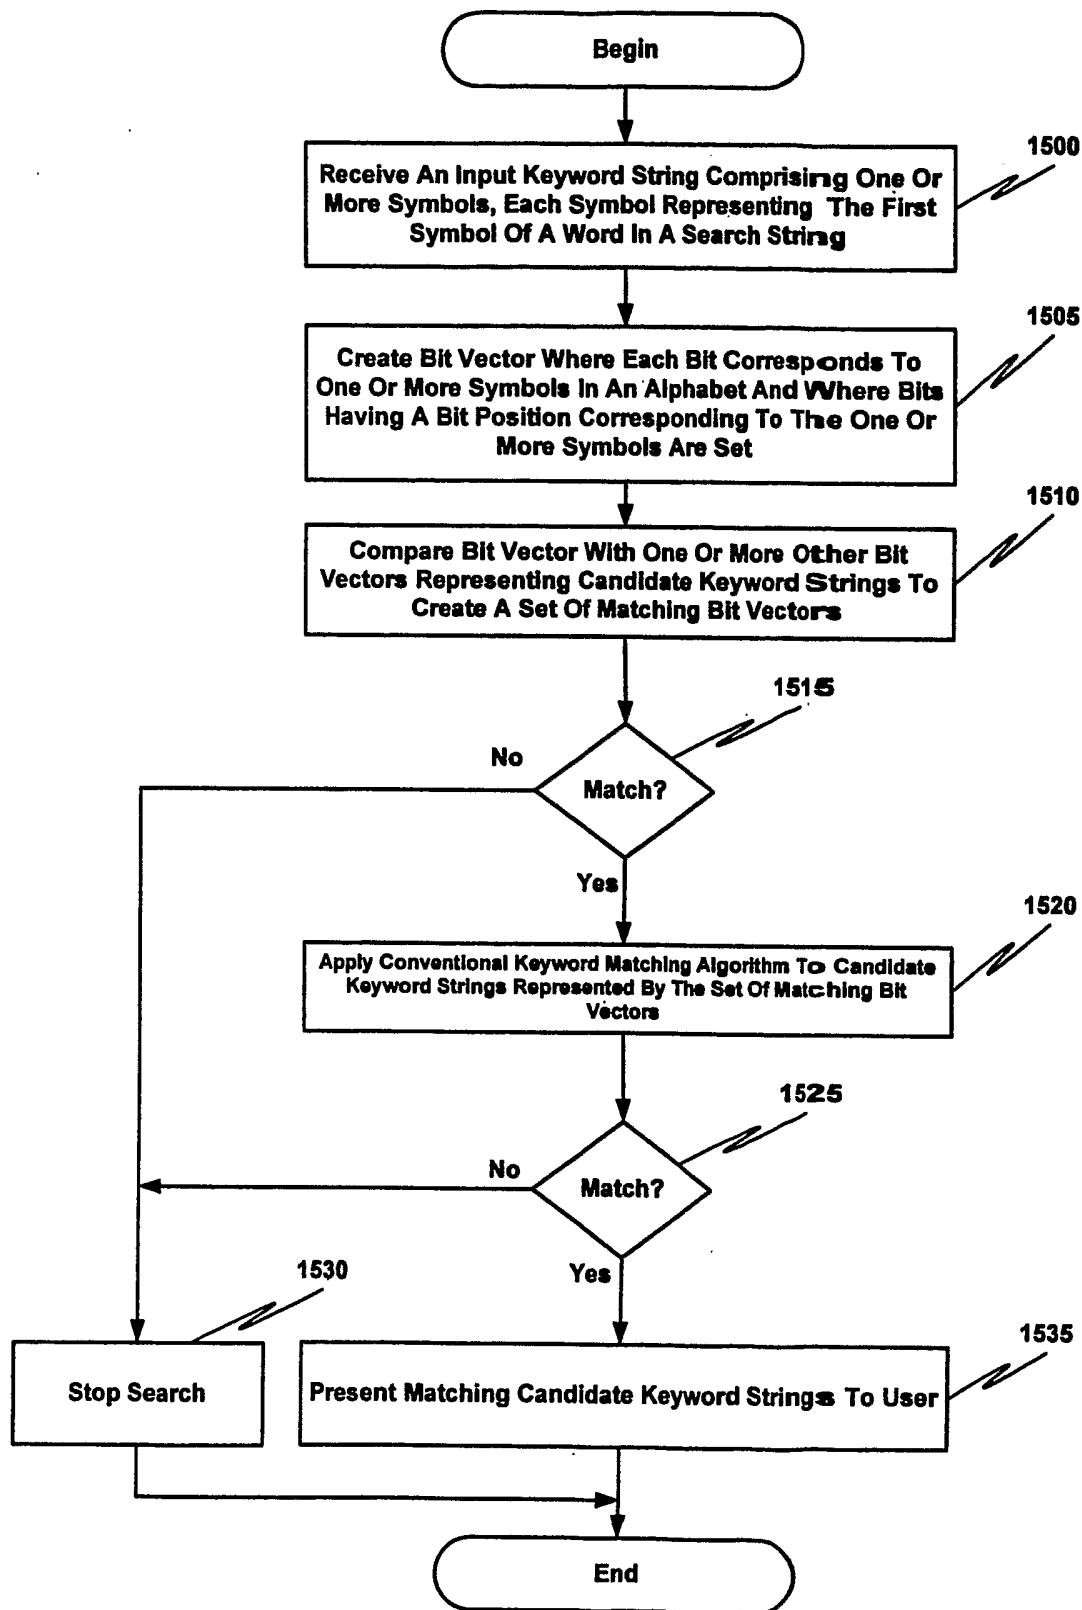 Begin
1500
Receive An Input Keyword String Comprising One Or
More Symbols, Each Symbol Representing The First
Symbol Of A Word In A Search String
1505
Create Bit Vector Where Each Bit Corresponds To
One Or More Symbols In An Alphabet And Where Bits
Having A Bit Position Corresponding To The One Or
More Symbols Are Set
1510
Compare Bit Vector With One Or More Other Bit
Vectors Representing Candidate Keyword Strings To
Create A Set Of Matching Bit Vectors
1515
No
Match?
Yes
1520
Apply Conventional Keyword Matching Algorithm To Candidate
Keyword Strings Represented By The Set Of Matching Bit
Vectors
1525
No
Match?
Yes
1530
1535
Stop Search
Present Matching Candidate Keyword Strings To User
End